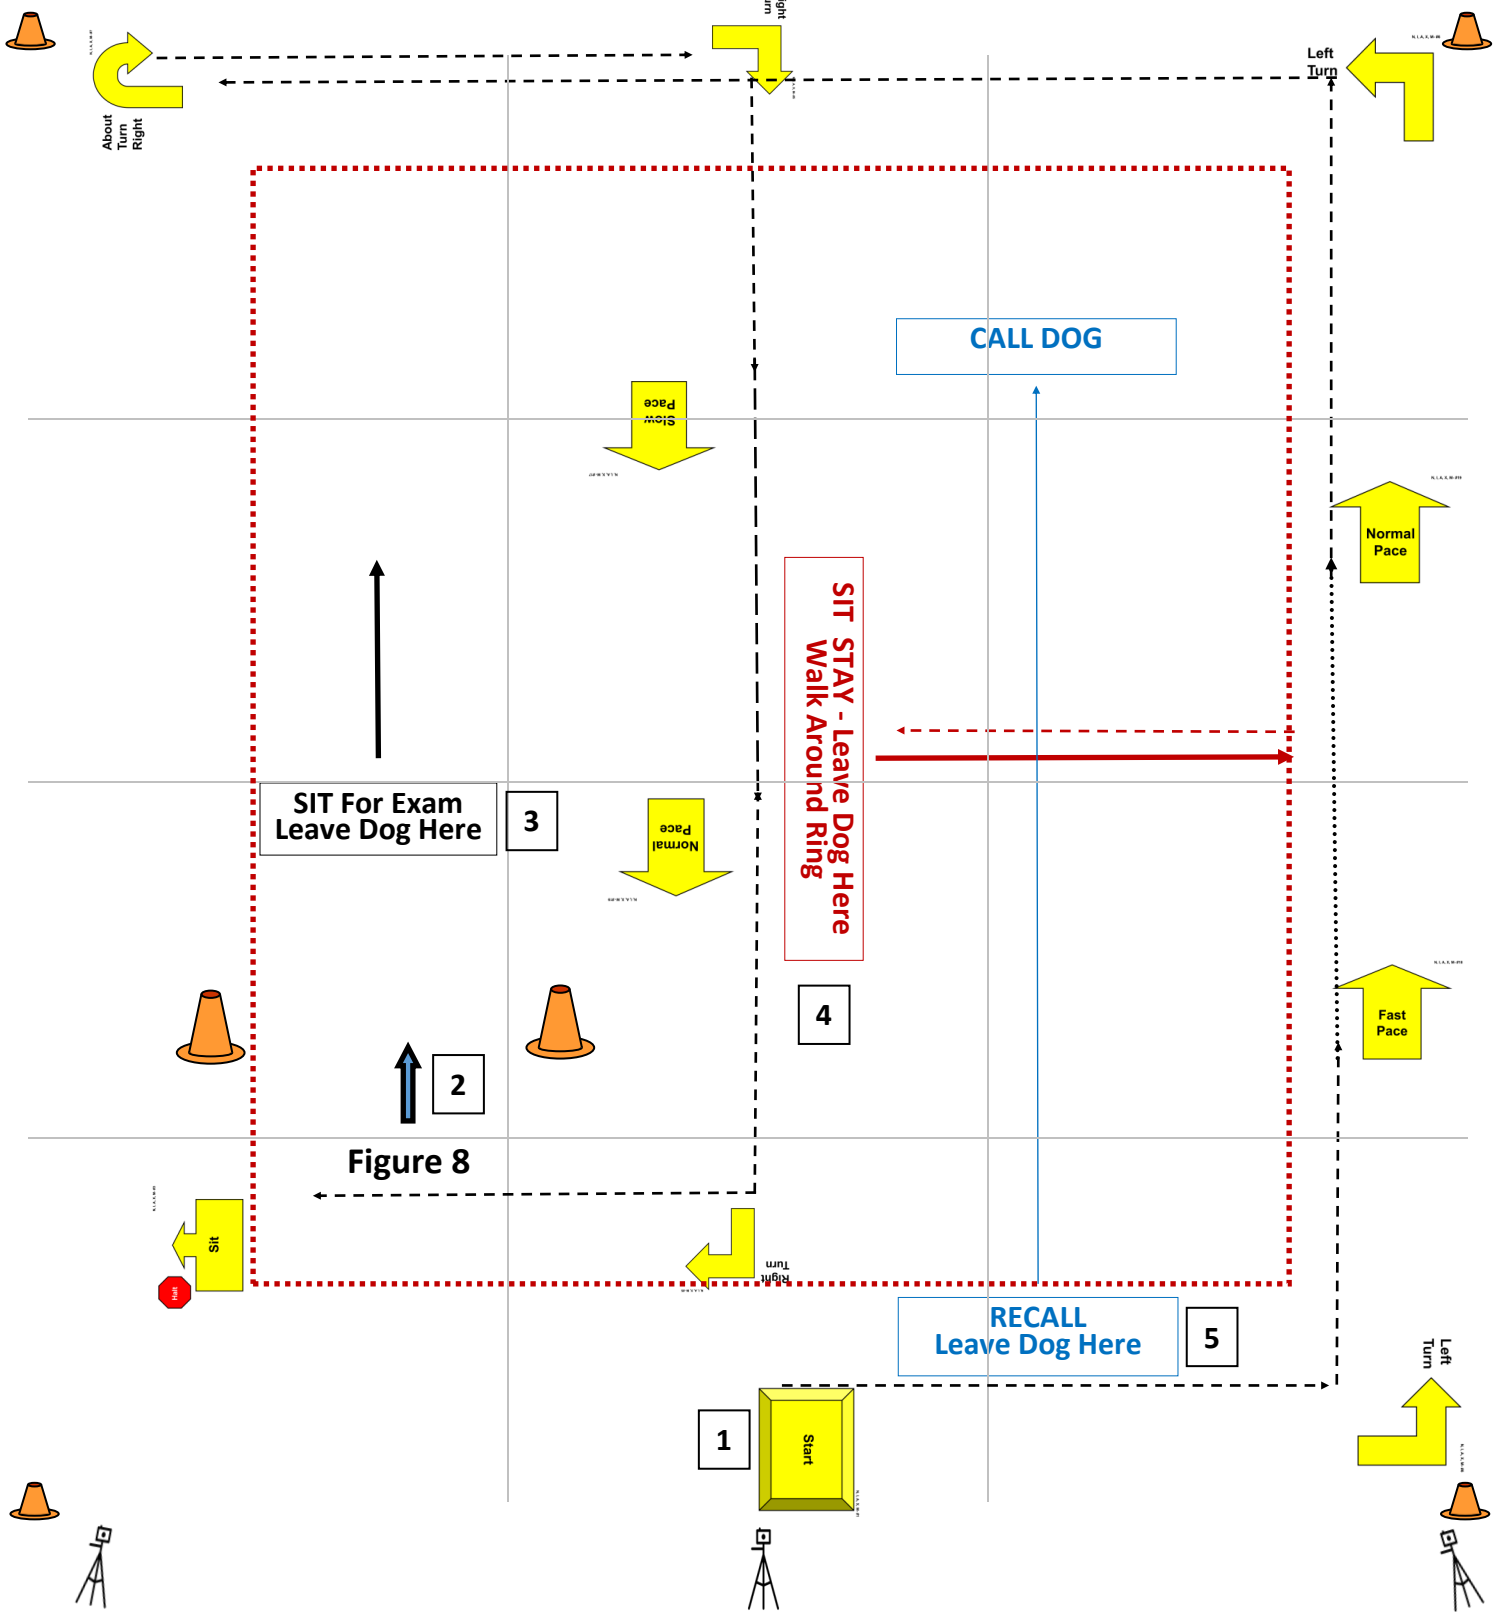 Right
Turn
Left
Turn
About
Turn
Right
CALL DOG
Slow
Pace
Normal
Pace
SIT STAY - Leave Dog Here
Walk Around Ring
SIT For Exam
Leave Dog Here
3
Normal
Pace
4
Fast
Pace
2
Figure 8
Sit
Halt
Right
Turn
RECALL
Leave Dog Here
5
Left
Turn
1
Start